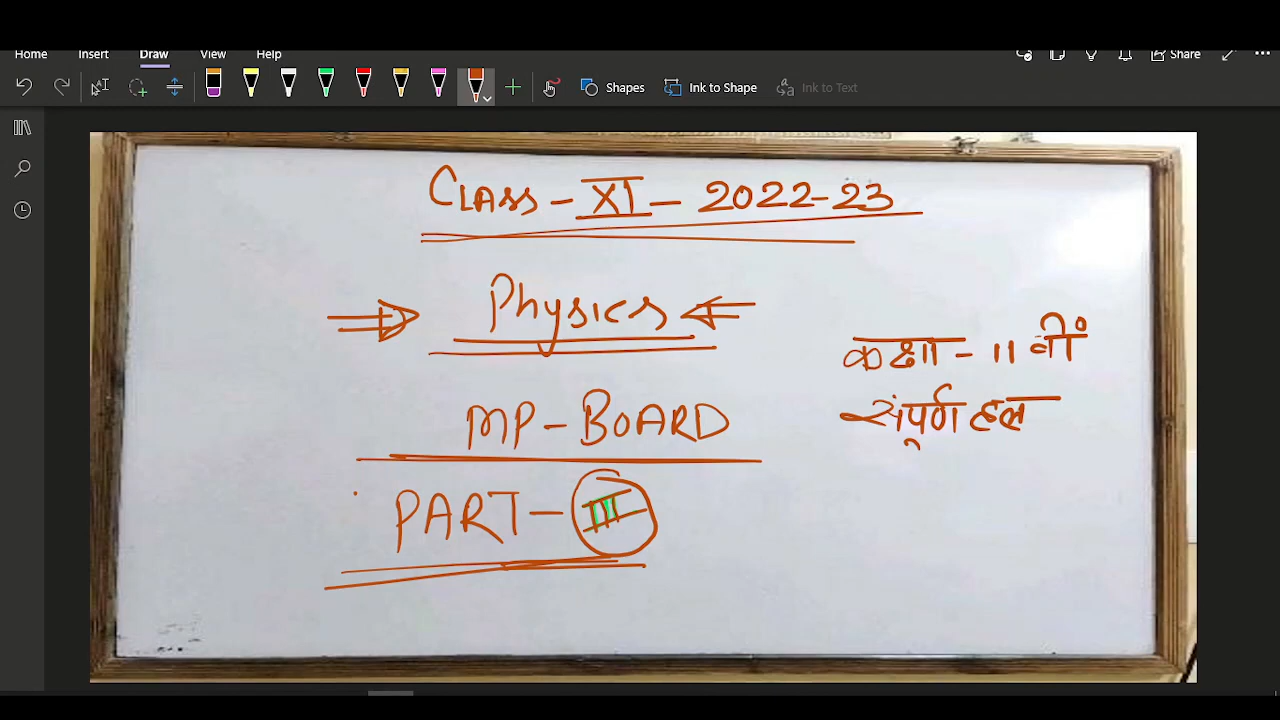 Home Insert Draw View Help Share
Shapes Ink to Shape Ink to Text
CLASS - XI - 2022-23
Physics
MP-BOARD
PART - III
कक्षा - 11 वीं
संपूर्ण हल